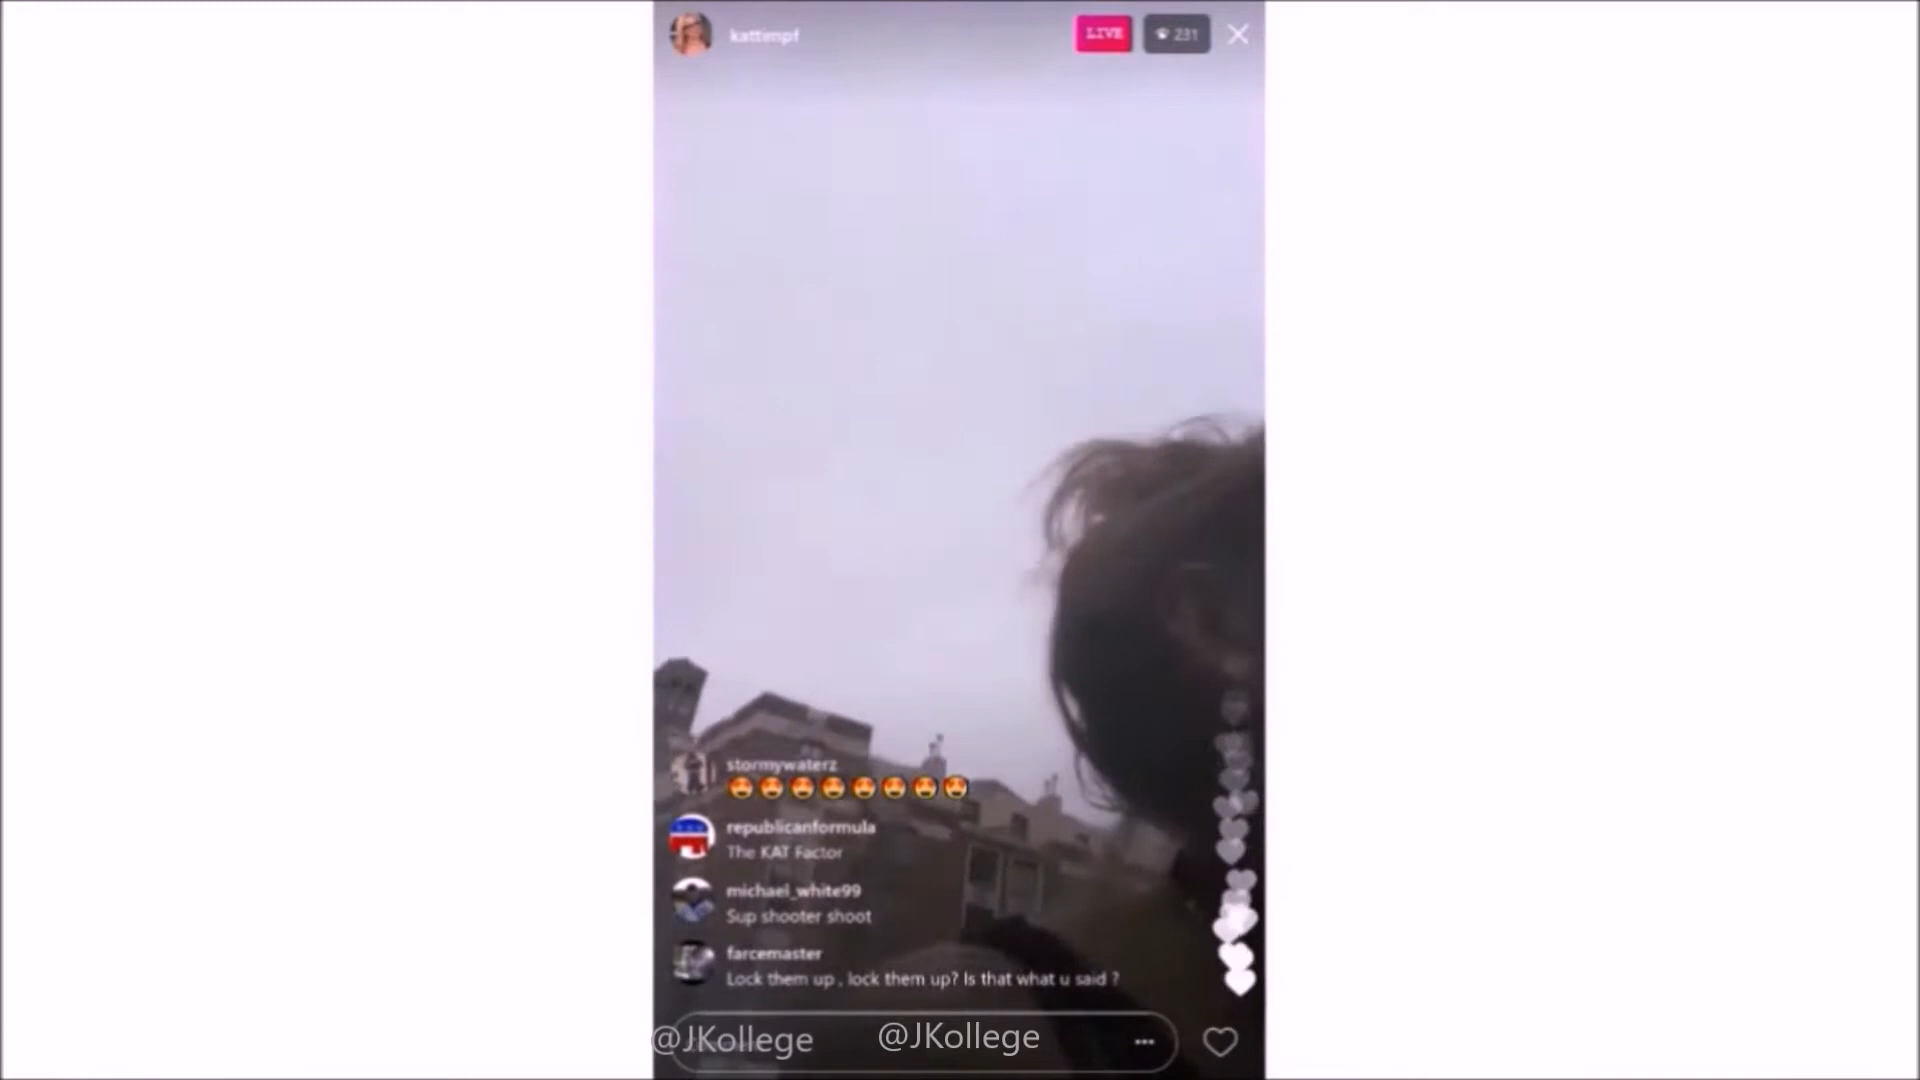 kattimpf
LIVE
231
stormywaterz
republicanformula
The KAT Factor
michael_white99
Sup shooter shoot
farcemaster
Lock them up , lock them up? Is that what u said ?
@JKollege
@JKollege